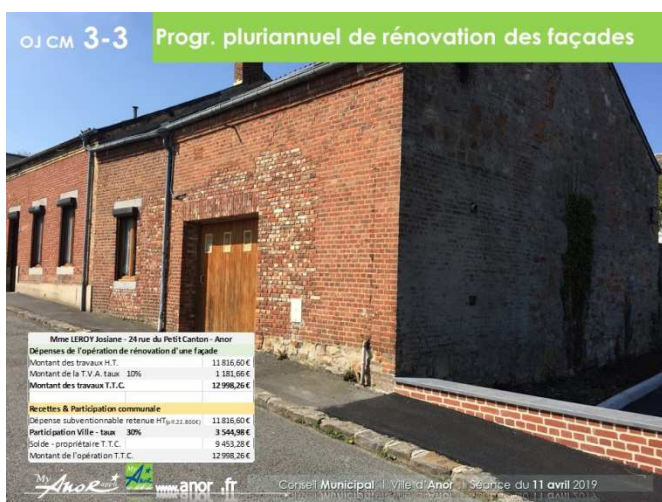 OJ CM 3-3 Progr. pluriannuel de rénovation des façades
Mme LEROY Josiane - 24 rue du Petit Canton - Anor
Dépenses de l'opération de rénovation d'une façade
Montant des travaux H.T. 11 816,60 €
Montant de la T.V.A. taux 10% 1 181,66 €
Montant des travaux T.T.C. 12 998,26 €
Recettes & Participation communale
Dépense subventionnable retenue HT(p.f.22.800€) 11 816,60 €
Participation Ville - taux 30% 3 544,98 €
Solde - propriétaire T.T.C. 9 453,28 €
Montant de l'opération T.T.C. 12 998,26 €
My Anor www.anor.fr Conseil Municipal | Ville d'Anor | Séance du 11 avril 2019